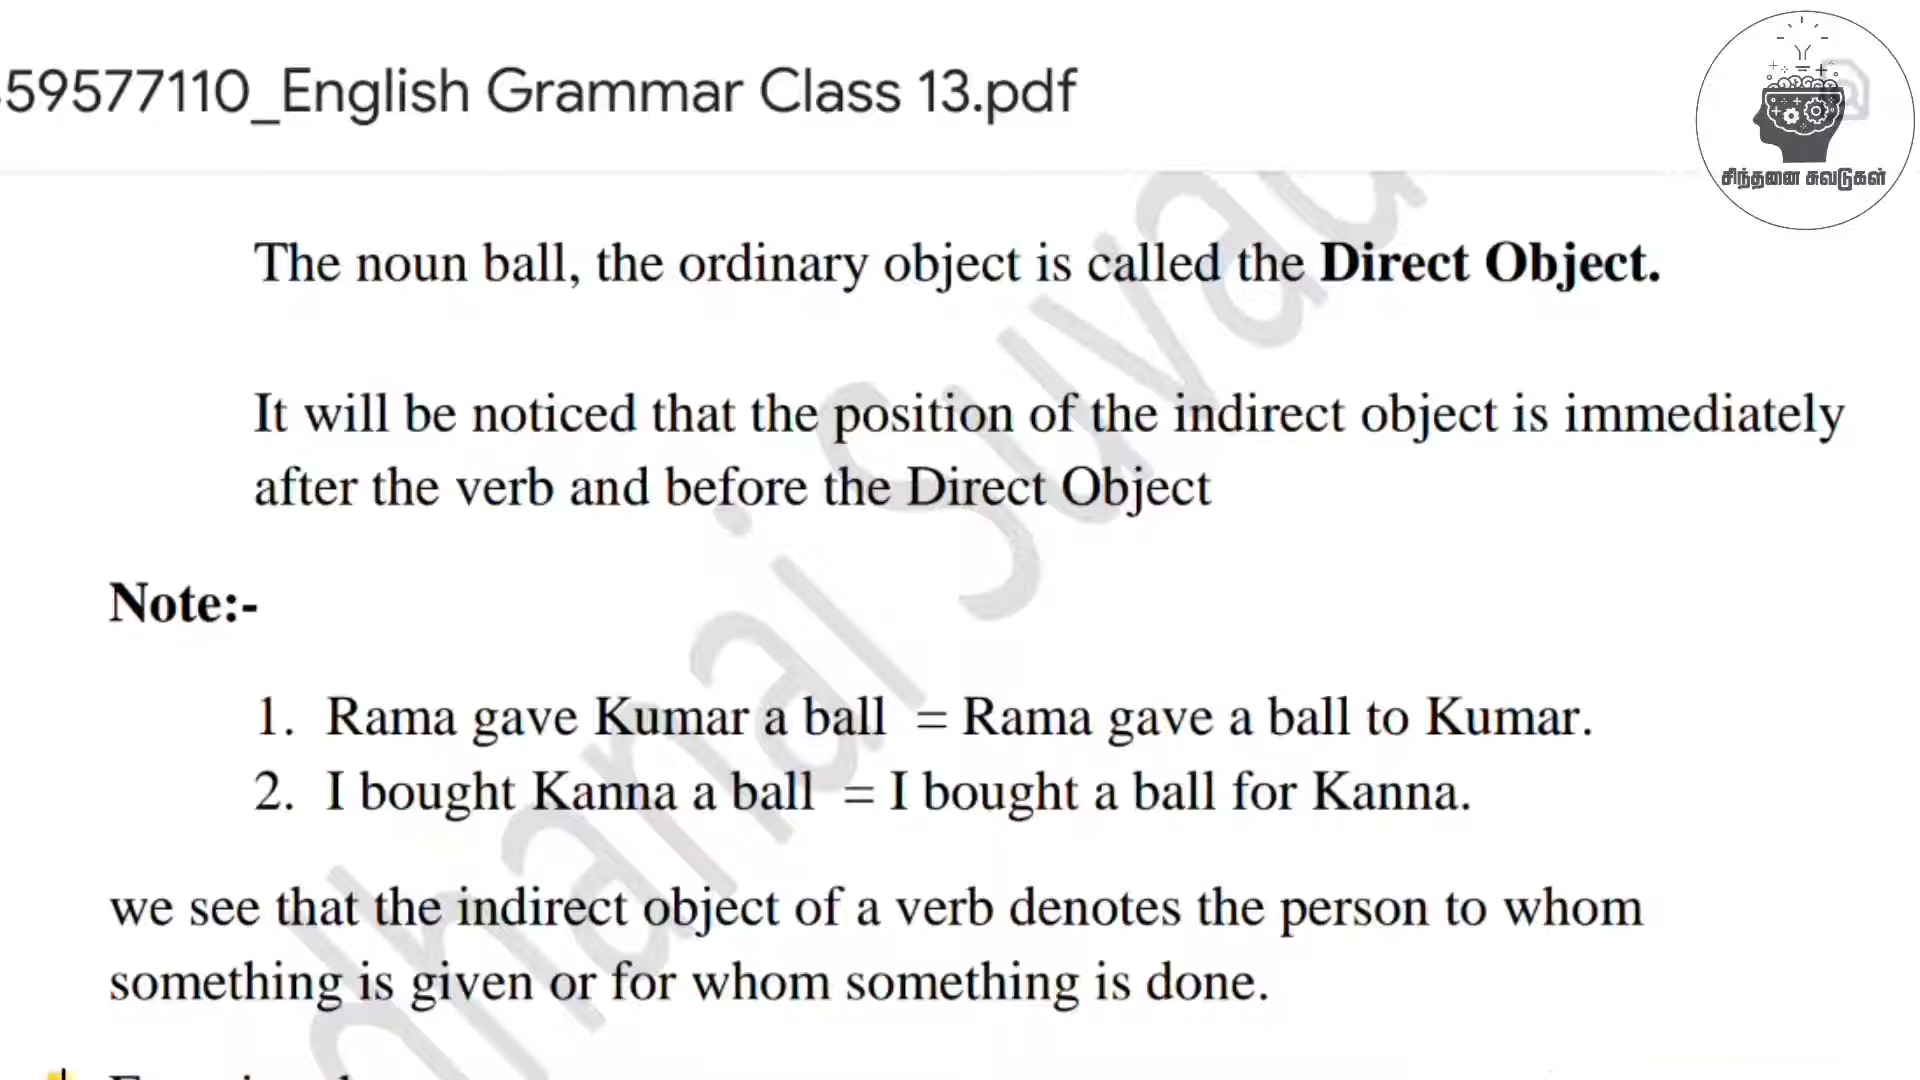 59577110_English Grammar Class 13.pdf
சிந்தனை சுவடுகள்
The noun ball, the ordinary object is called the Direct Object.
It will be noticed that the position of the indirect object is immediately
after the verb and before the Direct Object
Note:-
1. Rama gave Kumar a ball = Rama gave a ball to Kumar.
2. I bought Kanna a ball = I bought a ball for Kanna.
we see that the indirect object of a verb denotes the person to whom
something is given or for whom something is done.